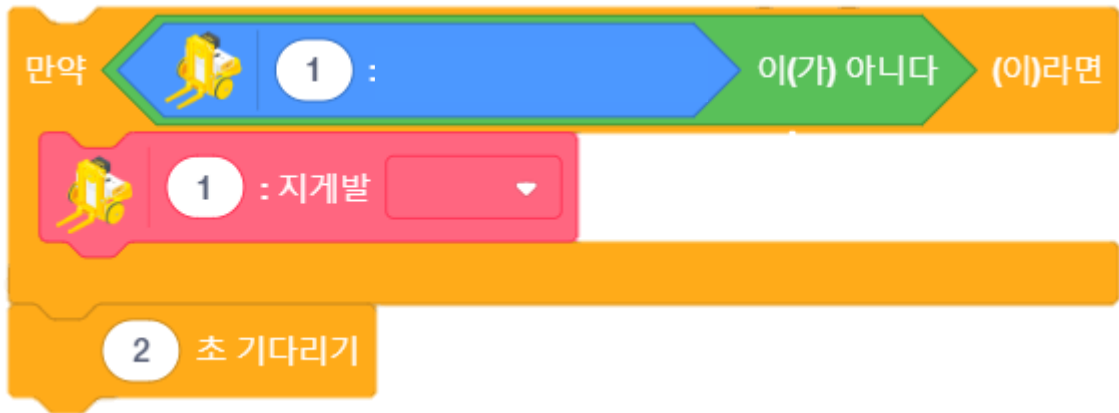 만약 1 : 이(가) 아니다 (이)라면
1 : 지게발
2 초 기다리기